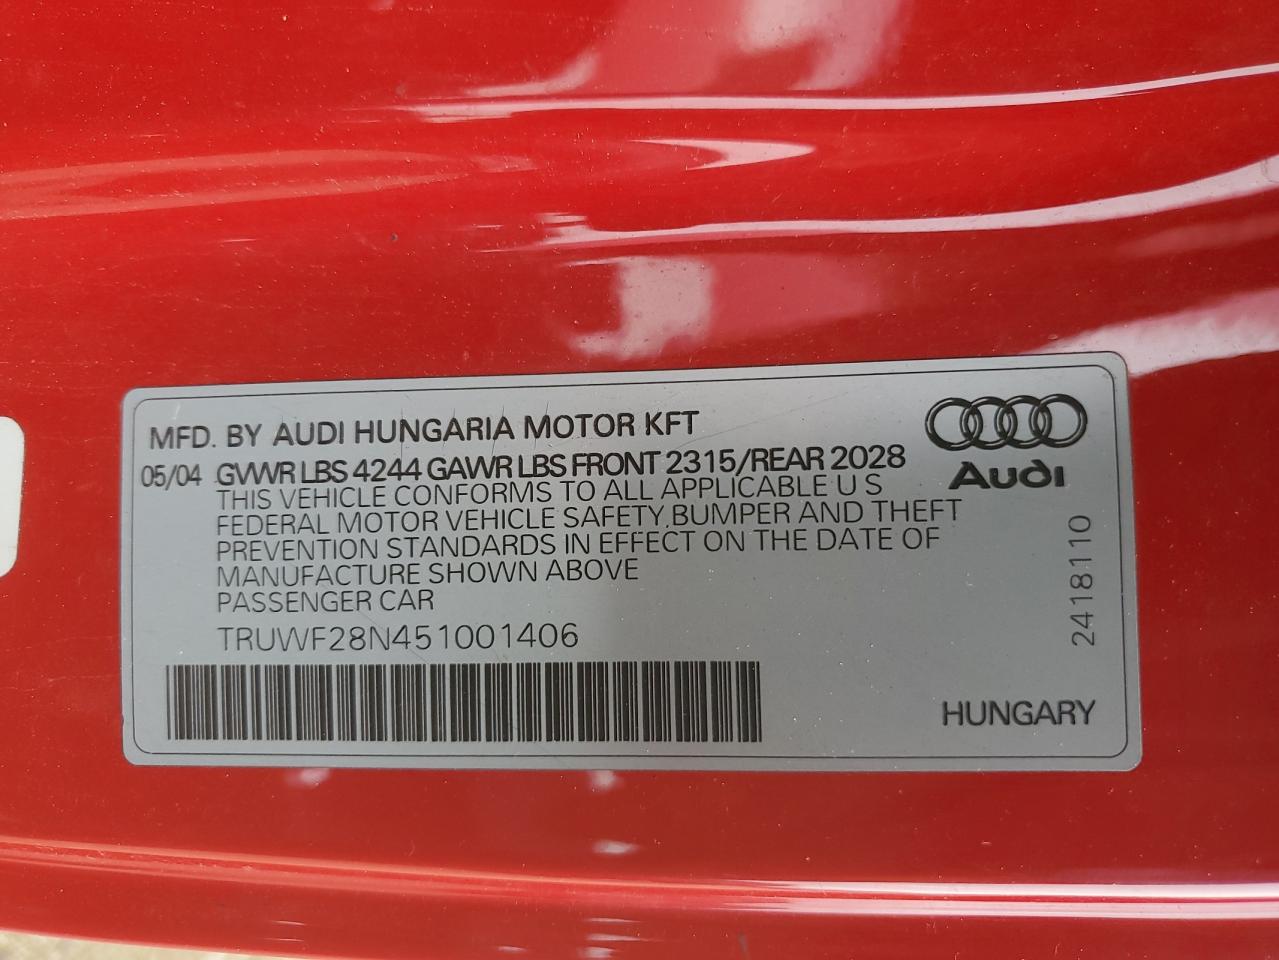 MFD. BY AUDI HUNGARIA MOTOR KFT
05/04 GVWR LBS 4244 GAWR LBS FRONT 2315/REAR 2028
THIS VEHICLE CONFORMS TO ALL APPLICABLE U S
FEDERAL MOTOR VEHICLE SAFETY, BUMPER AND THEFT
PREVENTION STANDARDS IN EFFECT ON THE DATE OF
MANUFACTURE SHOWN ABOVE
PASSENGER CAR
TRUWF28N451001406
Audi
2418110
HUNGARY